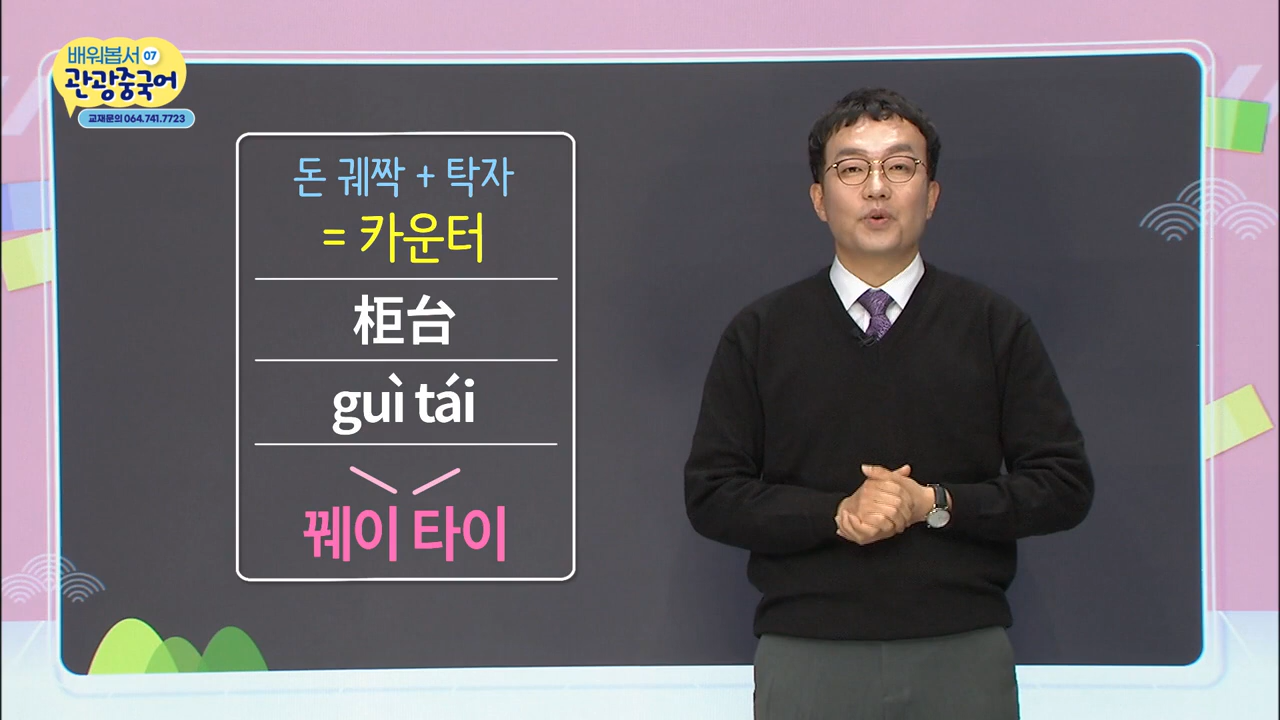 배워봅서 07
관광중국어
교재문의 064.741.7723
돈 궤짝 + 탁자
= 카운터
柜台
guì tái
꿰이 타이